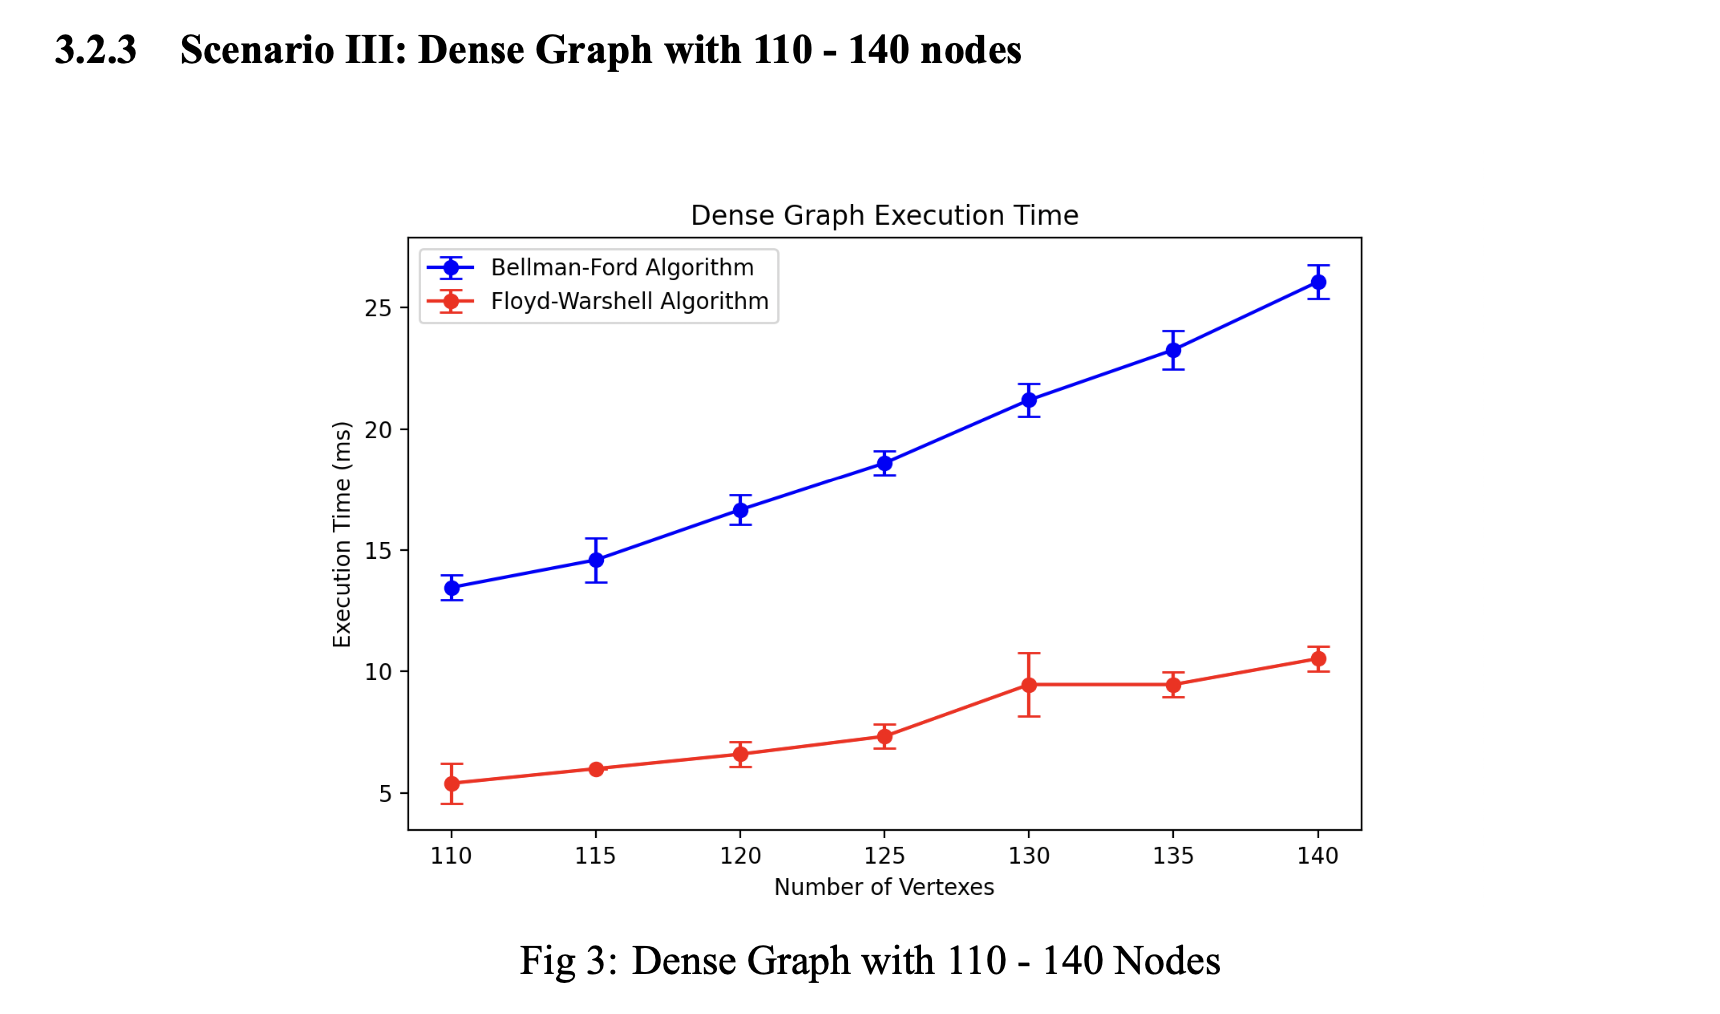 3.2.3 Scenario III: Dense Graph with 110 - 140 nodes
Dense Graph Execution Time
Bellman-Ford Algorithm
Floyd-Warshell Algorithm
Execution Time (ms)
25
20
15
10
5
110 115 120 125 130 135 140
Number of Vertexes
Fig 3: Dense Graph with 110 - 140 Nodes